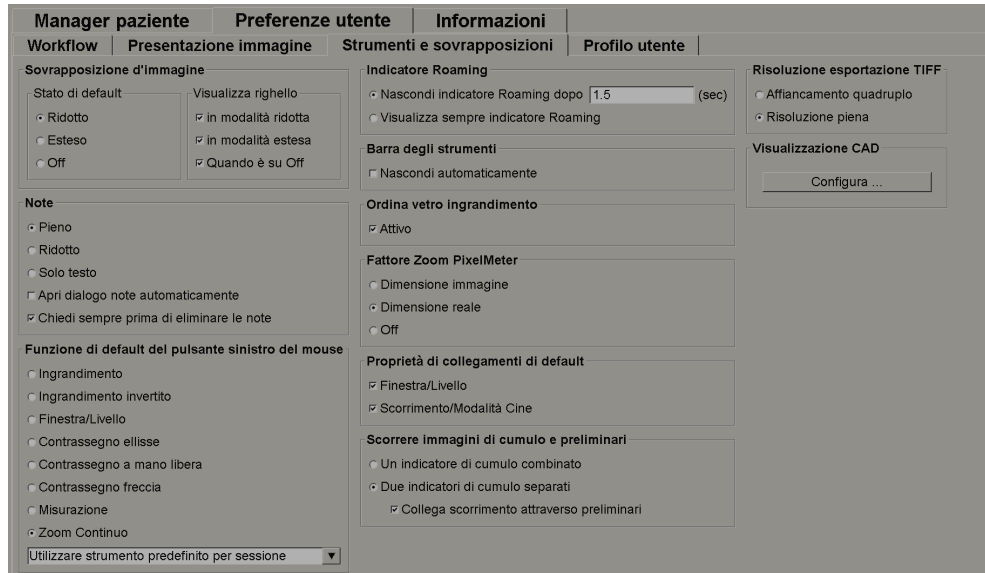 Manager paziente Preferenze utente Informazioni
Workflow Presentazione immagine Strumenti e sovrapposizioni Profilo utente
Sovrapposizione d'immagine
Stato di default
Ridotto
Esteso
Off
Visualizza righello
in modalità ridotta
in modalità estesa
Quando è su Off
Note
Pieno
Ridotto
Solo testo
Apri dialogo note automaticamente
Chiedi sempre prima di eliminare le note
Funzione di default del pulsante sinistro del mouse
Ingrandimento
Ingrandimento invertito
Finestra/Livello
Contrassegno ellisse
Contrassegno a mano libera
Contrassegno freccia
Misurazione
Zoom Continuo
Utilizzare strumento predefinito per sessione
Indicatore Roaming
Nascondi indicatore Roaming dopo 1.5 (sec)
Visualizza sempre indicatore Roaming
Barra degli strumenti
Nascondi automaticamente
Ordina vetro ingrandimento
Attivo
Fattore Zoom PixelMeter
Dimensione immagine
Dimensione reale
Off
Proprietà di collegamenti di default
Finestra/Livello
Scorrimento/Modalità Cine
Scorrere immagini di cumulo e preliminari
Un indicatore di cumulo combinato
Due indicatori di cumulo separati
Collega scorrimento attraverso preliminari
Risoluzione esportazione TIFF
Affiancamento quadruplo
Risoluzione piena
Visualizzazione CAD
Configura ...